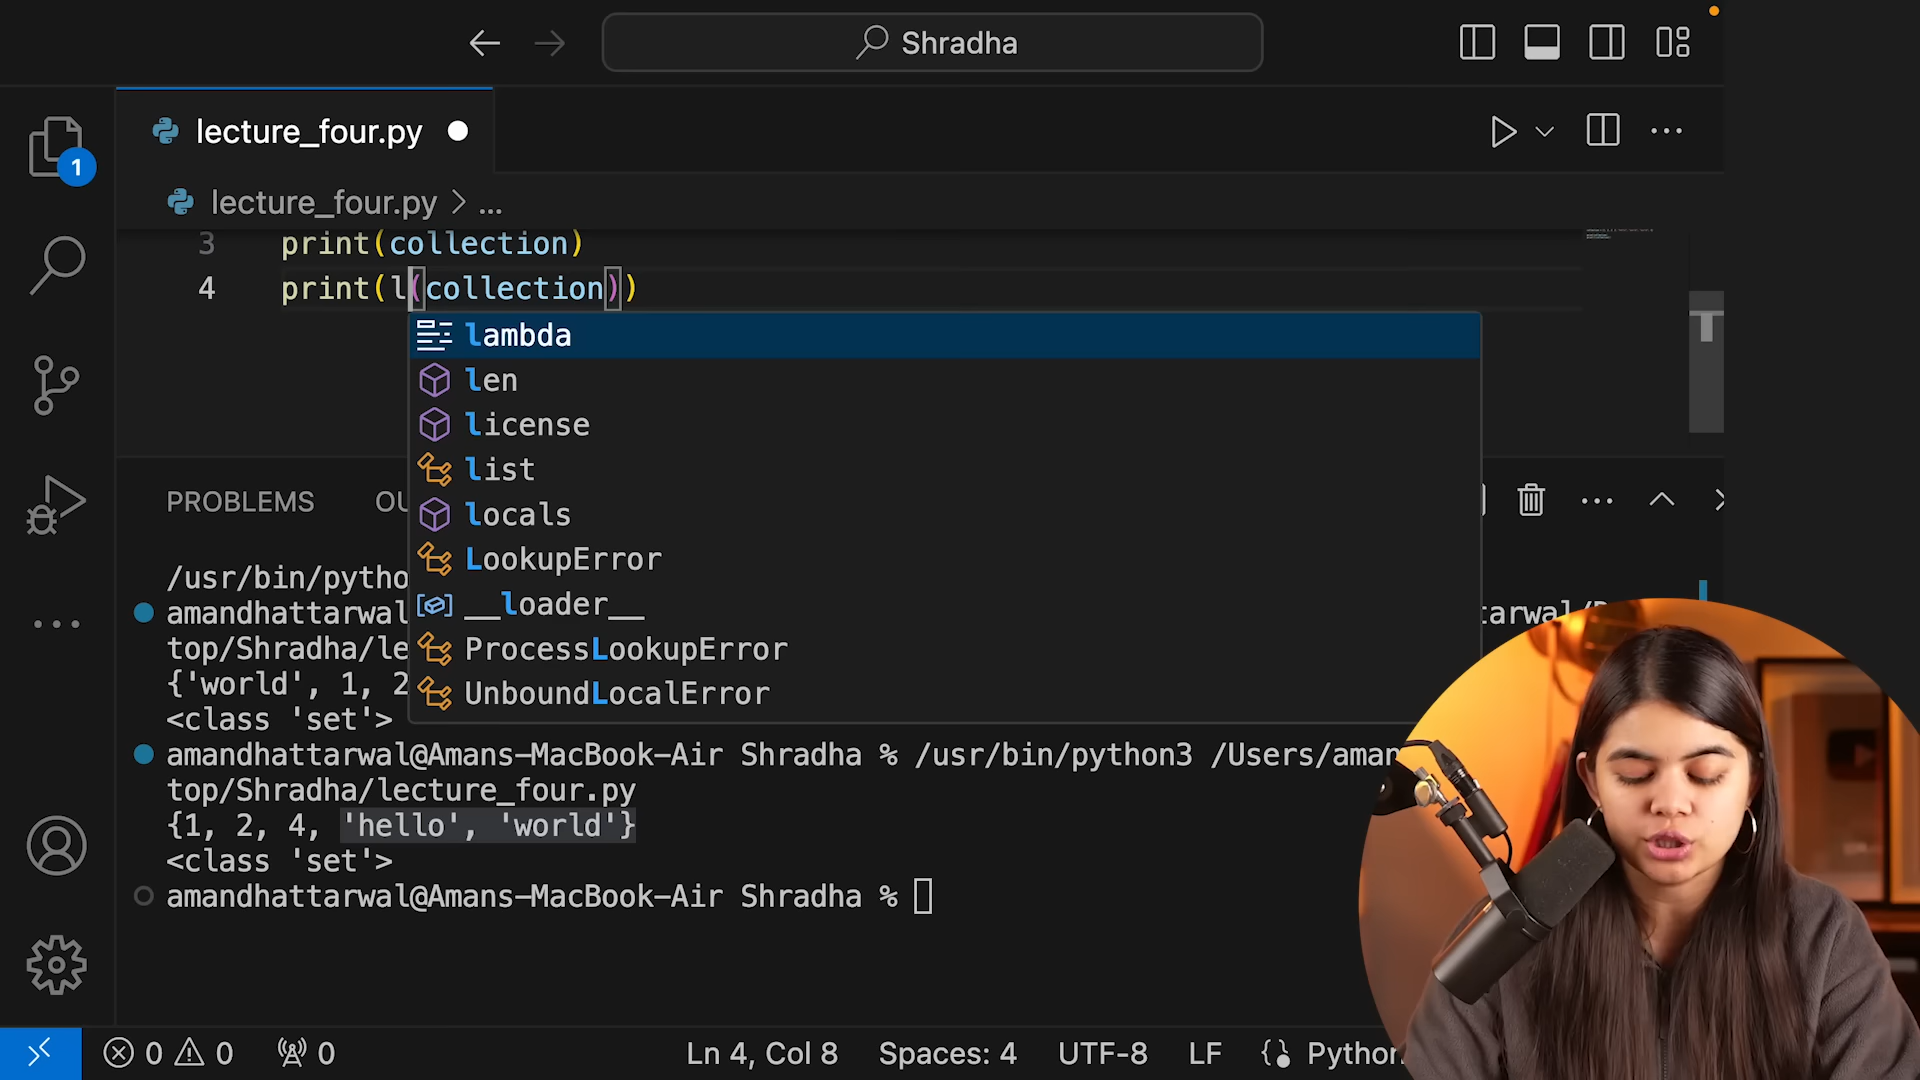 Shradha
lecture_four.py
1
lecture_four.py > ...
3 print(collection)
4 print(l(collection))
lambda
len
license
list
locals
LookupError
__loader__
ProcessLookupError
UnboundLocalError
PROBLEMS OU
/usr/bin/pytho
amandhattarwal
top/Shradha/le
{'world', 1, 2
<class 'set'>
amandhattarwal@Amans-MacBook-Air Shradha % /usr/bin/python3 /Users/aman
top/Shradha/lecture_four.py
{1, 2, 4, 'hello', 'world'}
<class 'set'>
amandhattarwal@Amans-MacBook-Air Shradha %
0 0 0 Ln 4, Col 8 Spaces: 4 UTF-8 LF Python